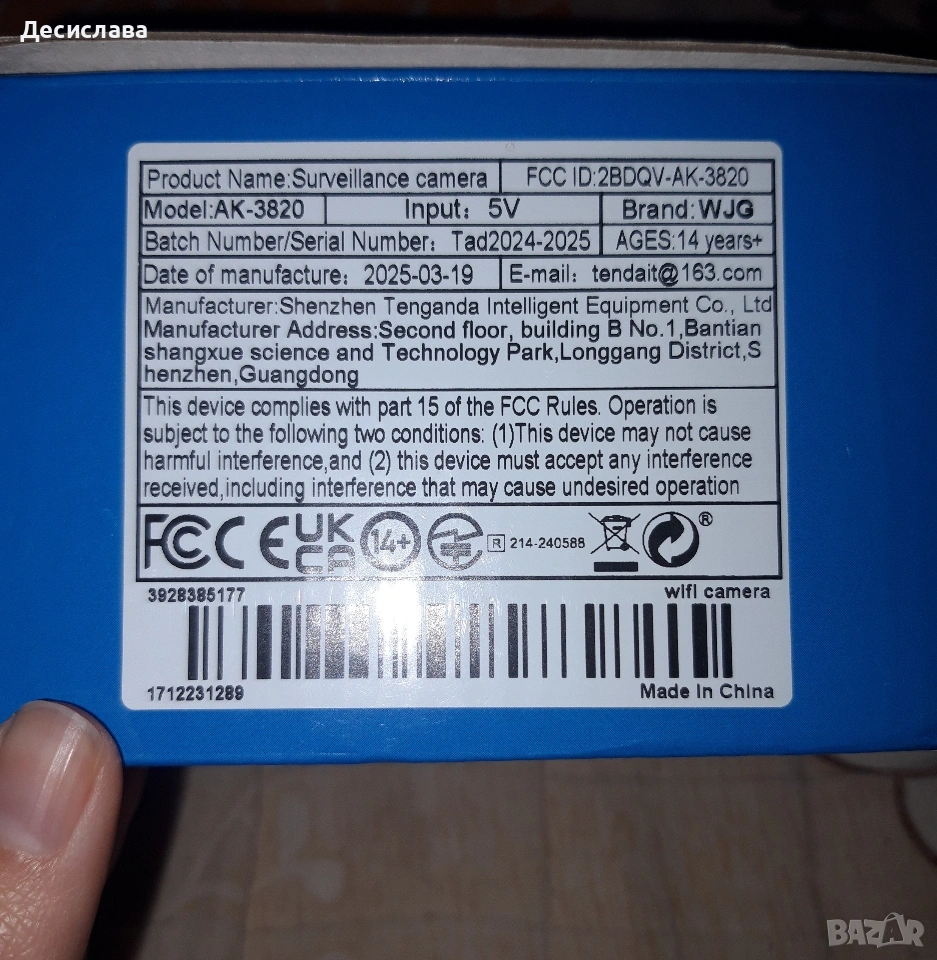 Десислава
Product Name:Surveillance camera FCC ID:2BDQV-AK-3820
Model:AK-3820 Input: 5V Brand:WJG
Batch Number/Serial Number: Tad2024-2025 AGES:14 years+
Date of manufacture: 2025-03-19 E-mail: tendait@163.com
Manufacturer:Shenzhen Tenganda Intelligent Equipment Co., Ltd
Manufacturer Address:Second floor, building B No.1,Bantian
shangxue science and Technology Park,Longgang District,S
henzhen,Guangdong
This device complies with part 15 of the FCC Rules. Operation is
subject to the following two conditions: (1)This device may not cause
harmful interference,and (2) this device must accept any interference
received,including interference that may cause undesired operation
FCC CE UK CA 14+ R 214-240588 ®
3928385177 wifi camera
1712231289 Made In China
BAZAR